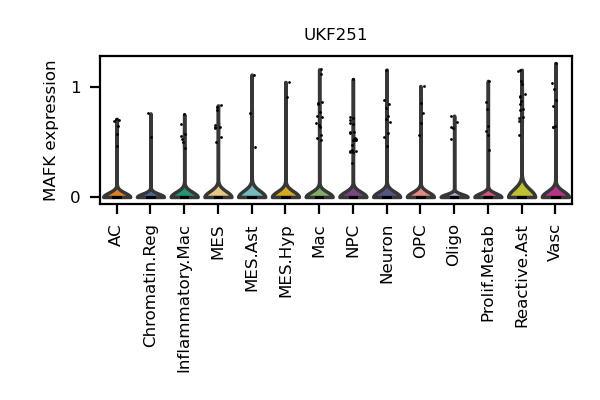 UKF251
MAFK expression
1
0
AC
Chromatin.Reg
Inflammatory.Mac
MES
MES.Ast
MES.Hyp
Mac
NPC
Neuron
OPC
Oligo
Prolif.Metab
Reactive.Ast
Vasc